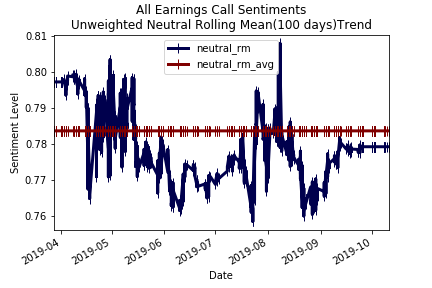 All Earnings Call Sentiments
Unweighted Neutral Rolling Mean(100 days)Trend
neutral_rm
neutral_rm_avg
Sentiment Level
0.81
0.80
0.79
0.78
0.77
0.76
2019-04
2019-05
2019-06
2019-07
2019-08
2019-09
2019-10
Date